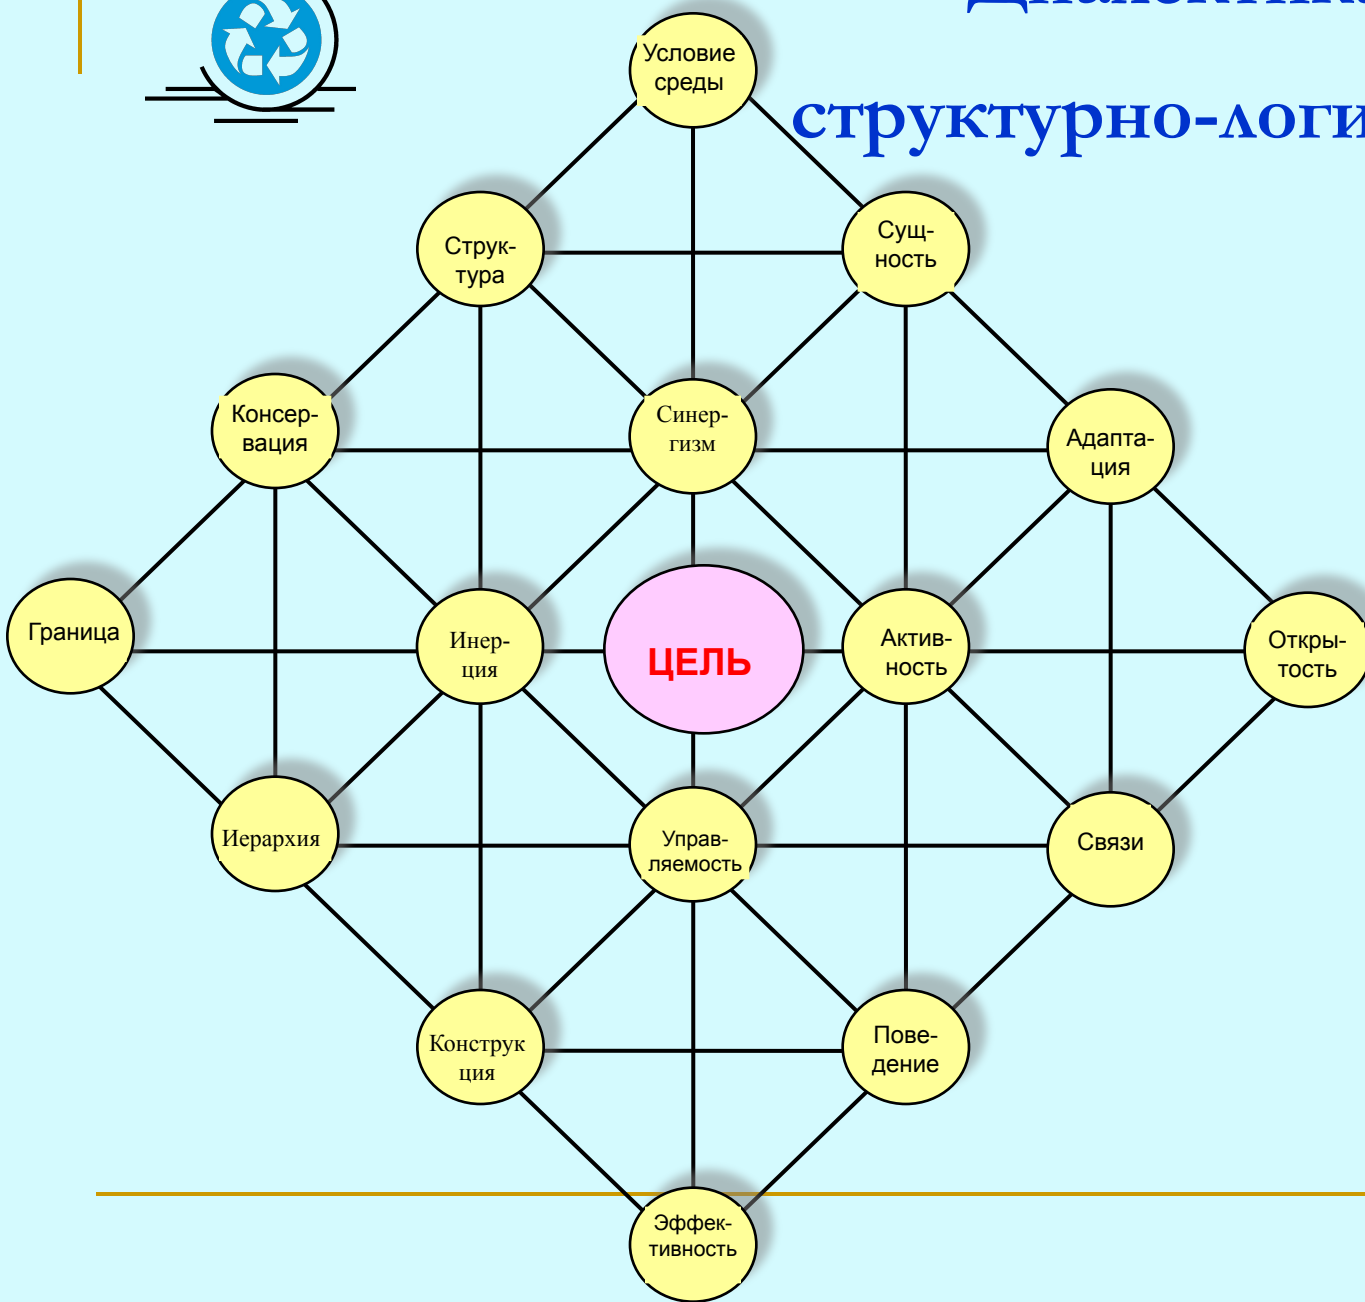 структурно-логи
Условие
среды
Струк-
тура
Сущ-
ность
Консер-
вация
Синер-
гизм
Адапта-
ция
Граница
Инер-
ция
ЦЕЛЬ
Актив-
ность
Откры-
тость
Иерархия
Управ-
ляемость
Связи
Конструк
ция
Пове-
дение
Эффек-
тивность